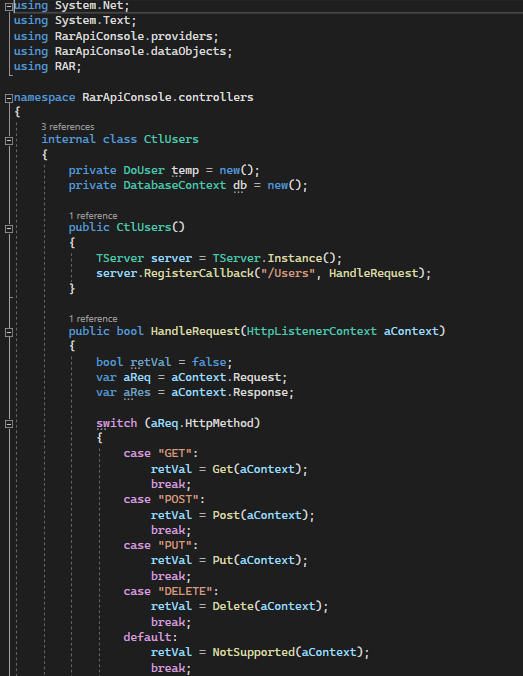 using System.Net;
using System.Text;
using RarApiConsole.providers;
using RarApiConsole.dataObjects;
using RAR;
namespace RarApiConsole.controllers
{
3 references
internal class CtlUsers
{
private DoUser temp = new();
private DatabaseContext db = new();
1 reference
public CtlUsers()
{
TServer server = TServer.Instance();
server.RegisterCallback("/Users", HandleRequest);
}
1 reference
public bool HandleRequest(HttpListenerContext aContext)
{
bool retVal = false;
var aReq = aContext.Request;
var aRes = aContext.Response;
switch (aReq.HttpMethod)
{
case "GET":
retVal = Get(aContext);
break;
case "POST":
retVal = Post(aContext);
break;
case "PUT":
retVal = Put(aContext);
break;
case "DELETE":
retVal = Delete(aContext);
break;
default:
retVal = NotSupported(aContext);
break;